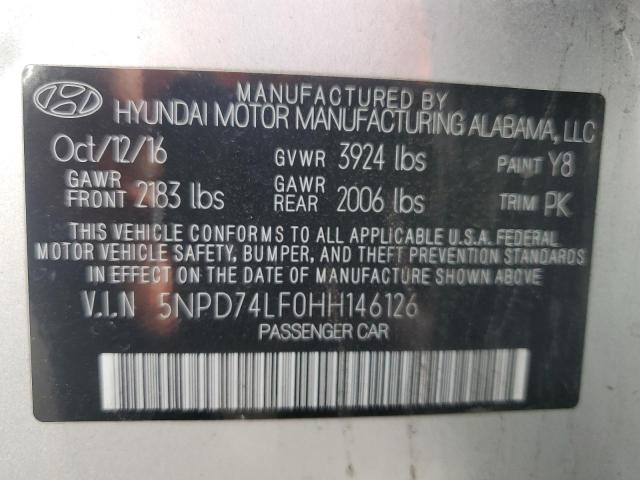 MANUFACTURED BY
HYUNDAI MOTOR MANUFACTURING ALABAMA, LLC
Oct/12/16 GVWR 3924 lbs PAINT Y8
GAWR FRONT 2183 lbs GAWR REAR 2006 lbs TRIM PK
THIS VEHICLE CONFORMS TO ALL APPLICABLE U.S.A. FEDERAL
MOTOR VEHICLE SAFETY, BUMPER, AND THEFT PREVENTION STANDARDS
IN EFFECT ON THE DATE OF MANUFACTURE SHOWN ABOVE.
V.I.N 5NPD74LF0HH146126
PASSENGER CAR